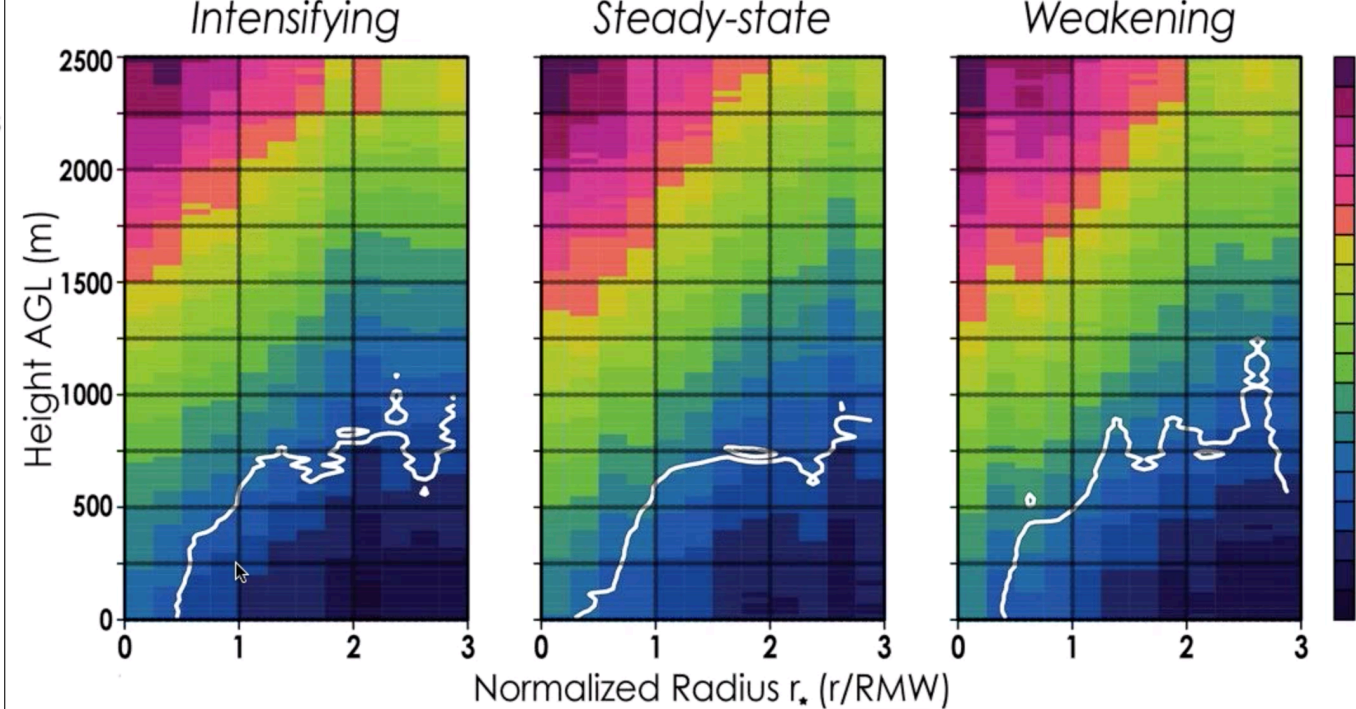 Intensifying Steady-state Weakening
2500
2000
1500
1000
500
0
Height AGL (m)
0 1 2 3 0 1 2 3 0 1 2 3
Normalized Radius r⋆ (r/RMW)